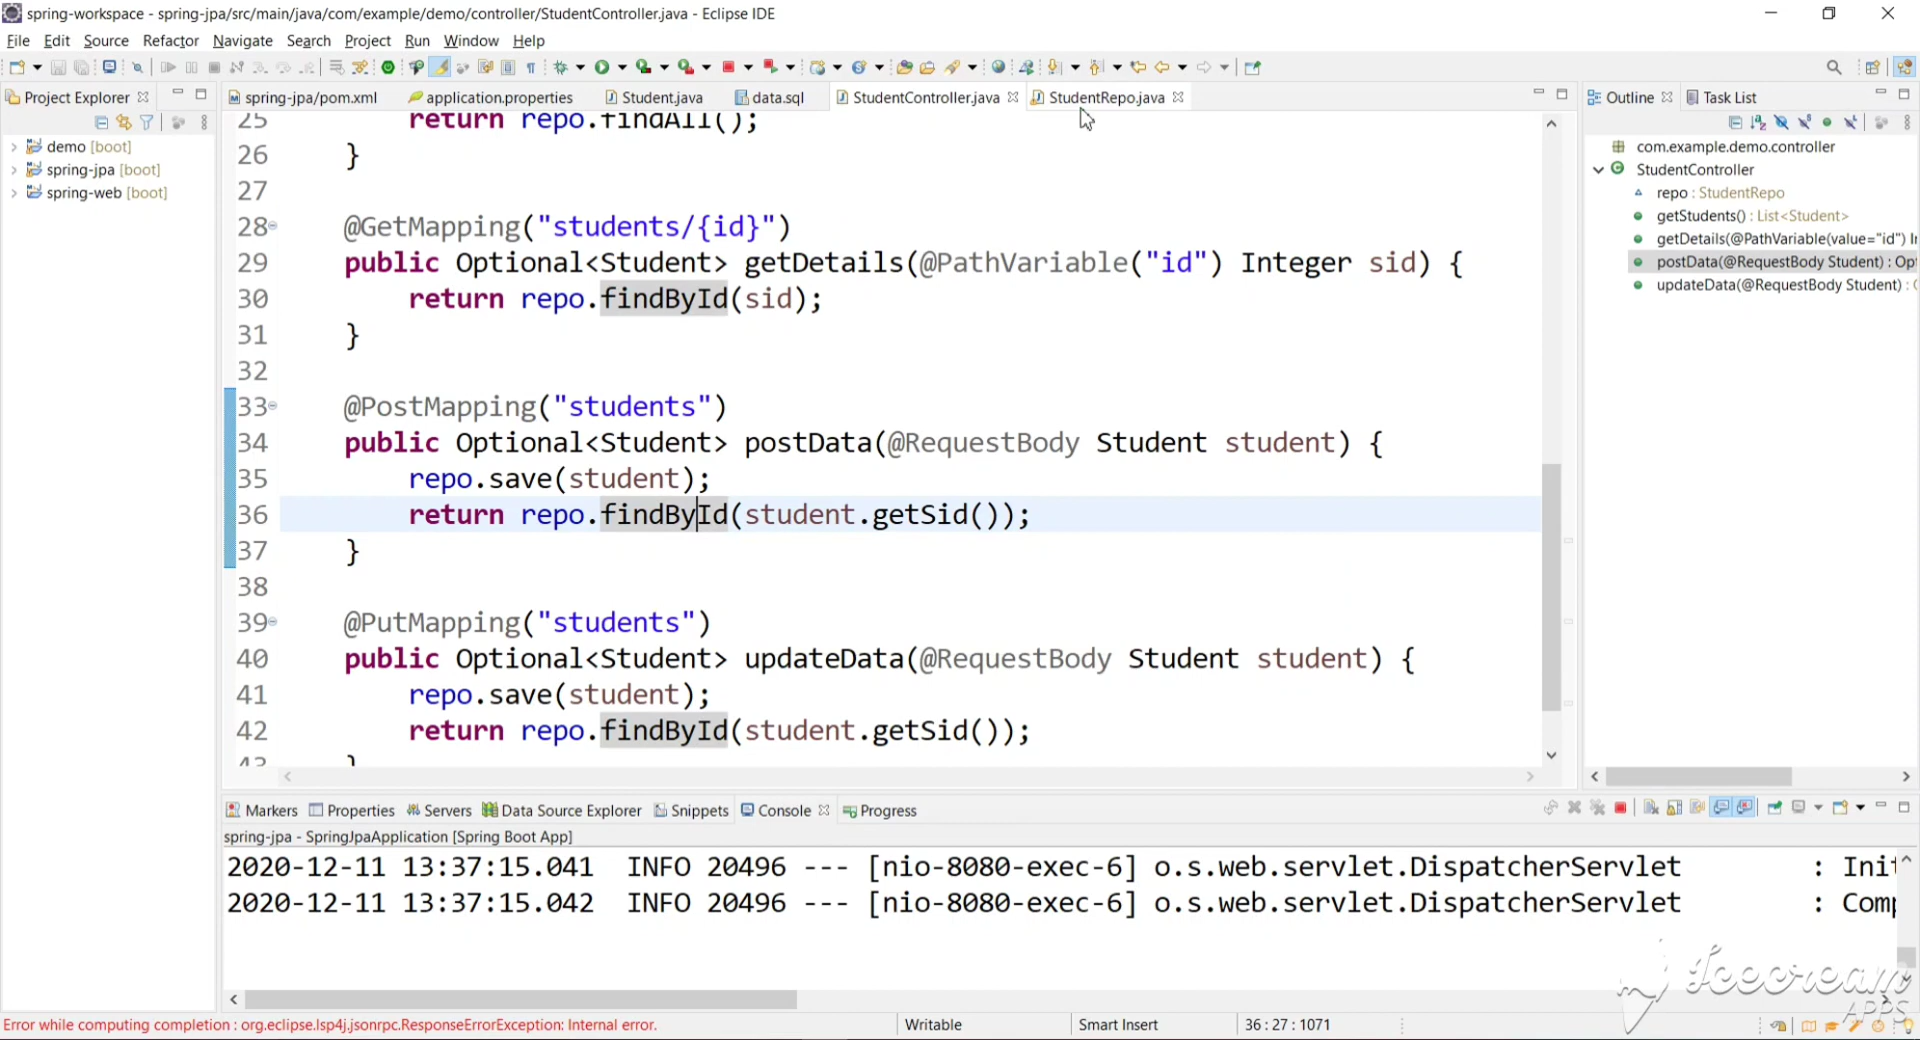 spring-workspace - spring-jpa/src/main/java/com/example/demo/controller/StudentController.java - Eclipse IDE
File Edit Source Refactor Navigate Search Project Run Window Help
Project Explorer
demo [boot]
spring-jpa [boot]
spring-web [boot]
spring-jpa/pom.xml application.properties Student.java data.sql StudentController.java StudentRepo.java
25 return repo.findAll();
26 }
27
28 @GetMapping("students/{id}")
29 public Optional<Student> getDetails(@PathVariable("id") Integer sid) {
30 return repo.findById(sid);
31 }
32
33 @PostMapping("students")
34 public Optional<Student> postData(@RequestBody Student student) {
35 repo.save(student);
36 return repo.findById(student.getSid());
37 }
38
39 @PutMapping("students")
40 public Optional<Student> updateData(@RequestBody Student student) {
41 repo.save(student);
42 return repo.findById(student.getSid());
43 }
Outline Task List
com.example.demo.controller
StudentController
repo : StudentRepo
getStudents() : List<Student>
getDetails(@PathVariable(value="id") I
postData(@RequestBody Student) : Opt
updateData(@RequestBody Student) :
Markers Properties Servers Data Source Explorer Snippets Console Progress
spring-jpa - SpringJpaApplication [Spring Boot App]
2020-12-11 13:37:15.041 INFO 20496 --- [nio-8080-exec-6] o.s.web.servlet.DispatcherServlet : Init
2020-12-11 13:37:15.042 INFO 20496 --- [nio-8080-exec-6] o.s.web.servlet.DispatcherServlet : Comp
Icecream
APPS
Error while computing completion : org.eclipse.lsp4j.jsonrpc.ResponseErrorException: Internal error.
Writable Smart Insert 36 : 27 : 1071